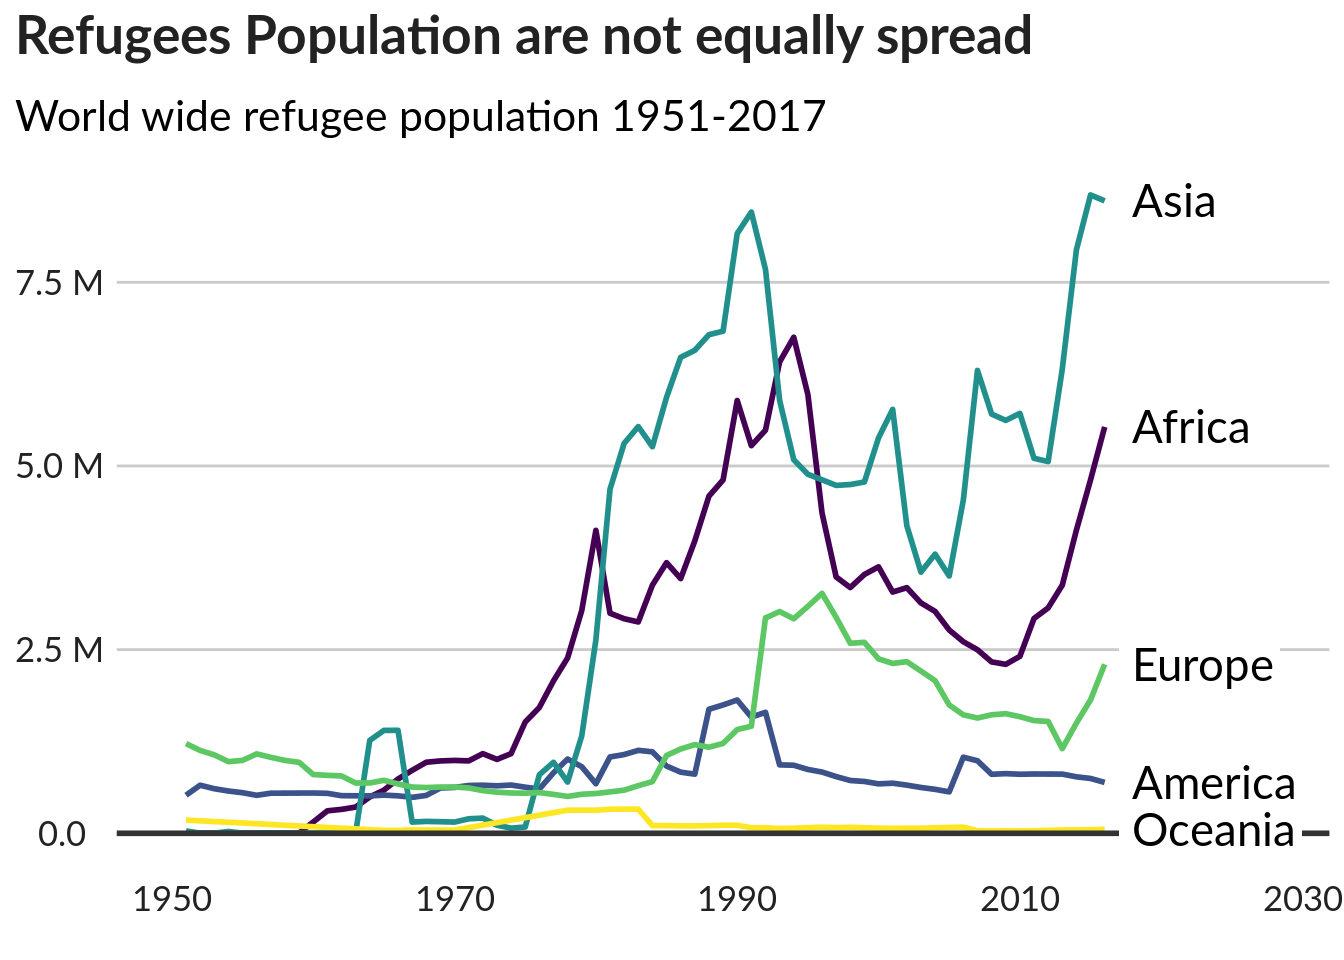 Refugees Population are not equally spread
World wide refugee population 1951-2017
Asia
7.5 M
Africa
5.0 M
2.5 M
Europe
America
0.0
Oceania
1950 1970 1990 2010 2030